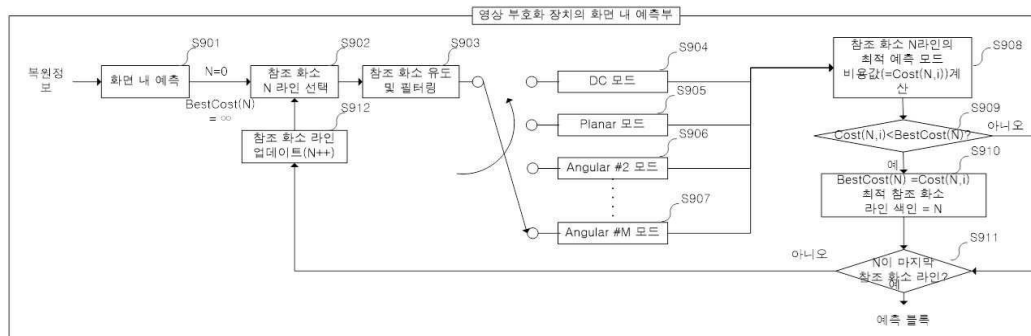 영상 부호화 장치의 화면 내 예측부
복원정
보
S901
화면 내 예측
N=0
BestCost(N)
= ∞
S902
참조 화소
N 라인 선택
S903
참조 화소 유도
및 필터링
S912
참조 화소 라인
업데이트(N++)
S904
DC 모드
S905
Planar 모드
S906
Angular #2 모드
S907
Angular #M 모드
S908
참조 화소 N라인의
최적 예측 모드
비용값(=Cost(N,i))계
산
S909
Cost(N,i)<BestCost(N)?
아니오
예
S910
BestCost(N) =Cost(N,i)
최적 참조 화소
라인 색인 = N
S911
N이 마지막
참조 화소 라인?
아니오
예
예측 블록